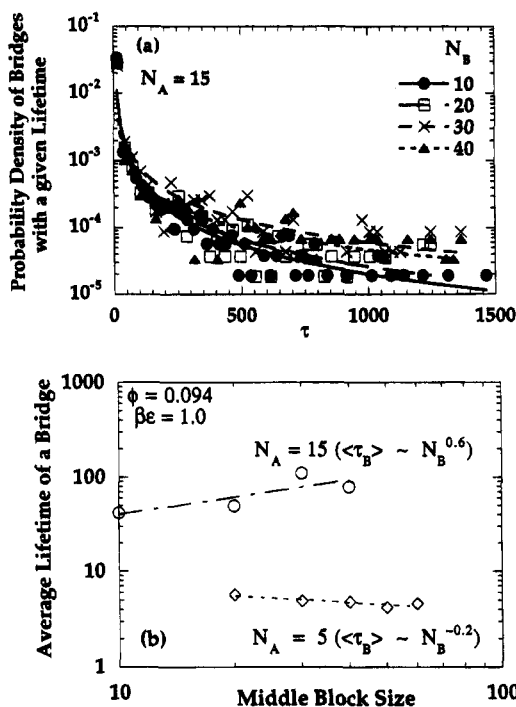 (a)
N_A = 15
N_B
10
20
30
40
Probability Density of Bridges
with a given Lifetime
10^-1
10^-2
10^-3
10^-4
10^-5
0
500
1000
1500
τ
1000
100
10
1
ϕ = 0.094
βε = 1.0
N_A = 15 (<τ_B> ~ N_B^0.6)
N_A = 5 (<τ_B> ~ N_B^-0.2)
(b)
Average Lifetime of a Bridge
10
100
Middle Block Size